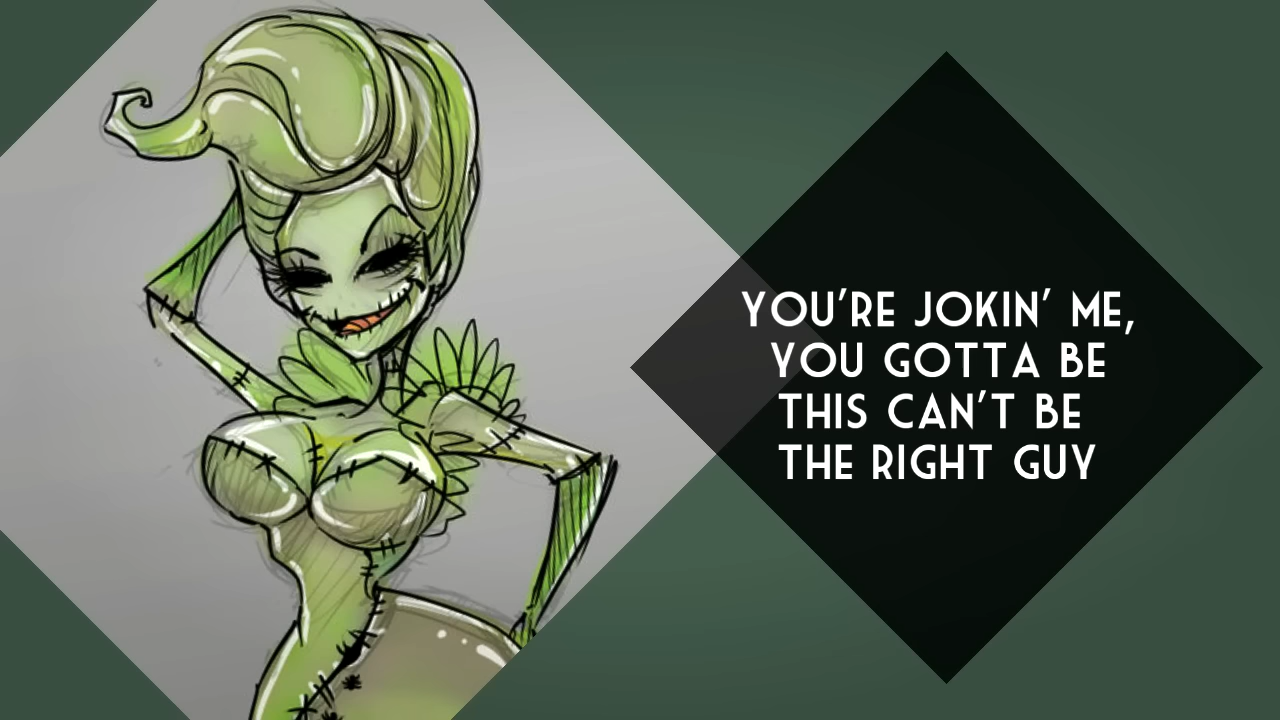 YOU'RE JOKIN' ME,
YOU GOTTA BE
THIS CAN'T BE
THE RIGHT GUY